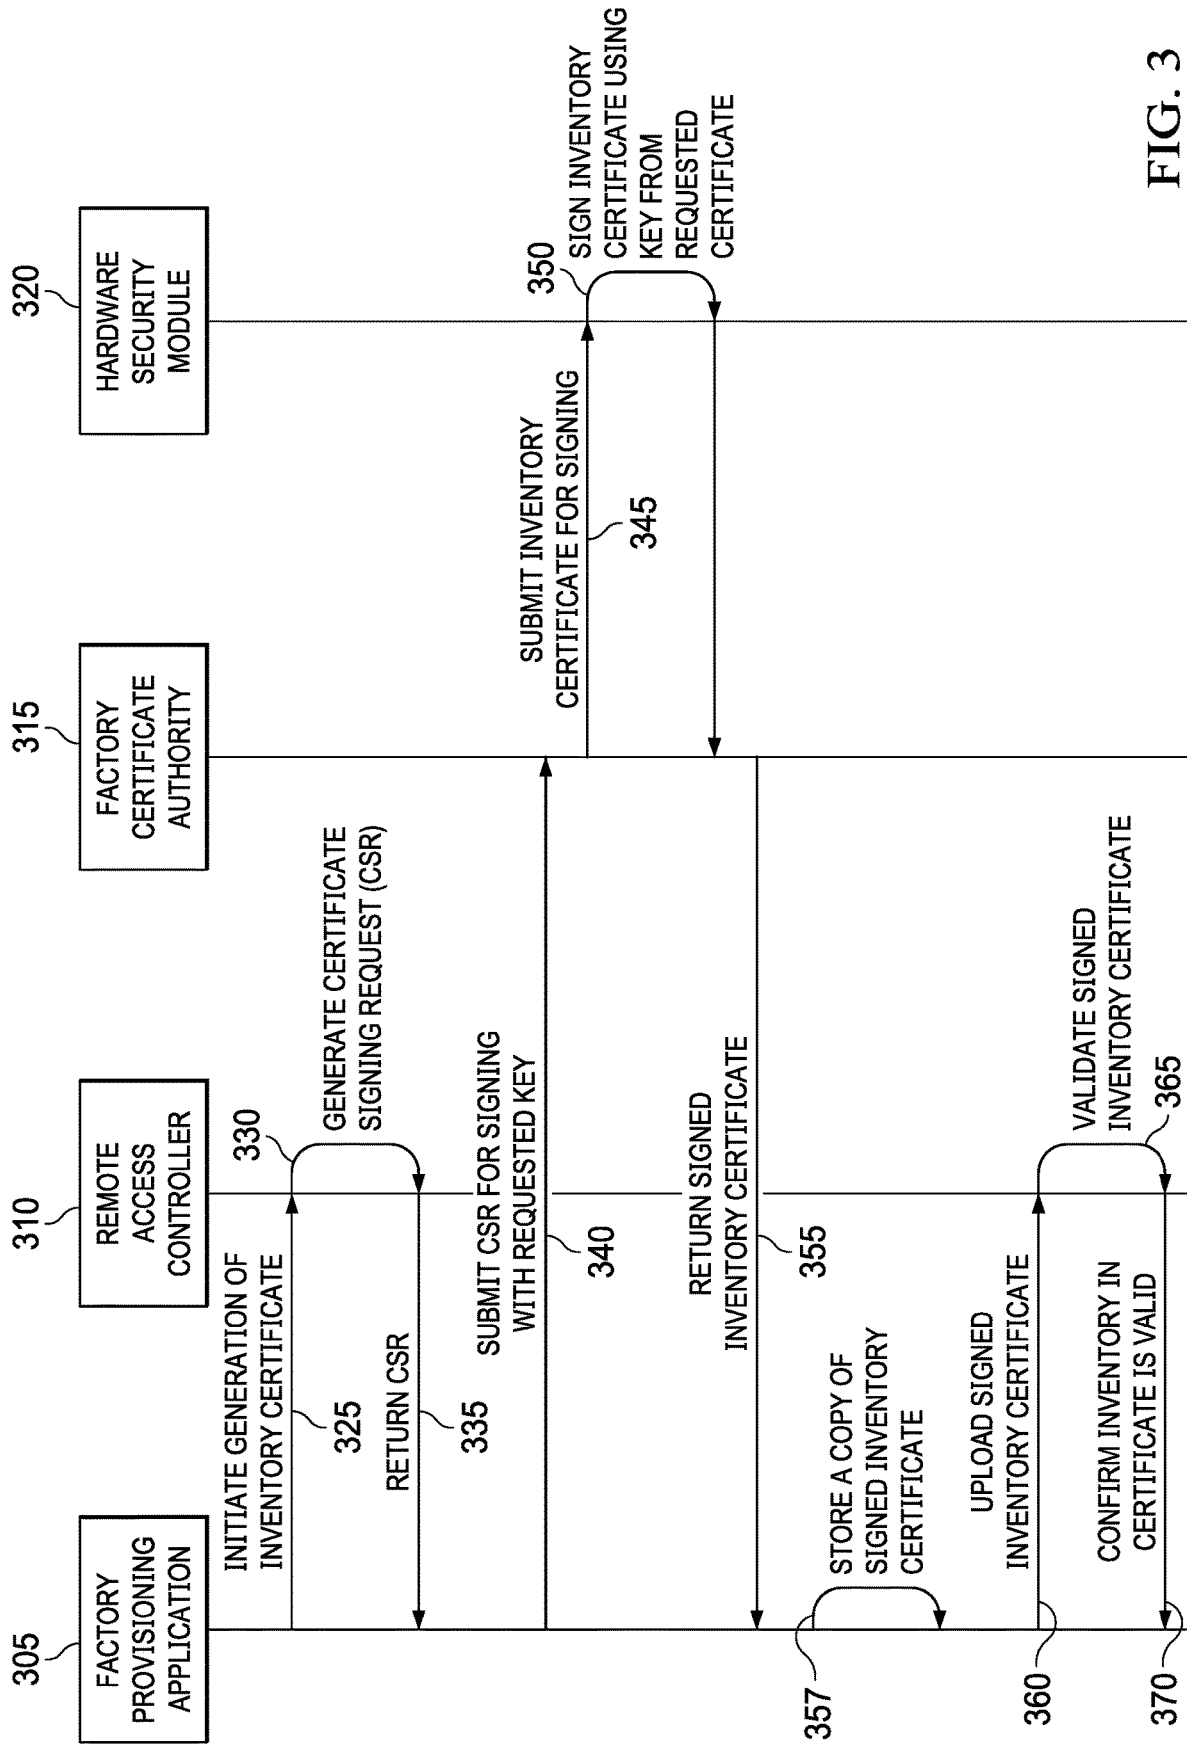 305
FACTORY
PROVISIONING
APPLICATION
310
REMOTE
ACCESS
CONTROLLER
315
FACTORY
CERTIFICATE
AUTHORITY
320
HARDWARE
SECURITY
MODULE
INITIATE GENERATION OF
INVENTORY CERTIFICATE
325
330
GENERATE CERTIFICATE
SIGNING REQUEST (CSR)
RETURN CSR
335
SUBMIT CSR FOR SIGNING
WITH REQUESTED KEY
340
SUBMIT INVENTORY
CERTIFICATE FOR SIGNING
345
350
SIGN INVENTORY
CERTIFICATE USING
KEY FROM
REQUESTED
CERTIFICATE
RETURN SIGNED
INVENTORY CERTIFICATE
355
357
STORE A COPY OF
SIGNED INVENTORY
CERTIFICATE
UPLOAD SIGNED
INVENTORY CERTIFICATE
360
VALIDATE SIGNED
INVENTORY CERTIFICATE
365
CONFIRM INVENTORY IN
CERTIFICATE IS VALID
370
FIG. 3